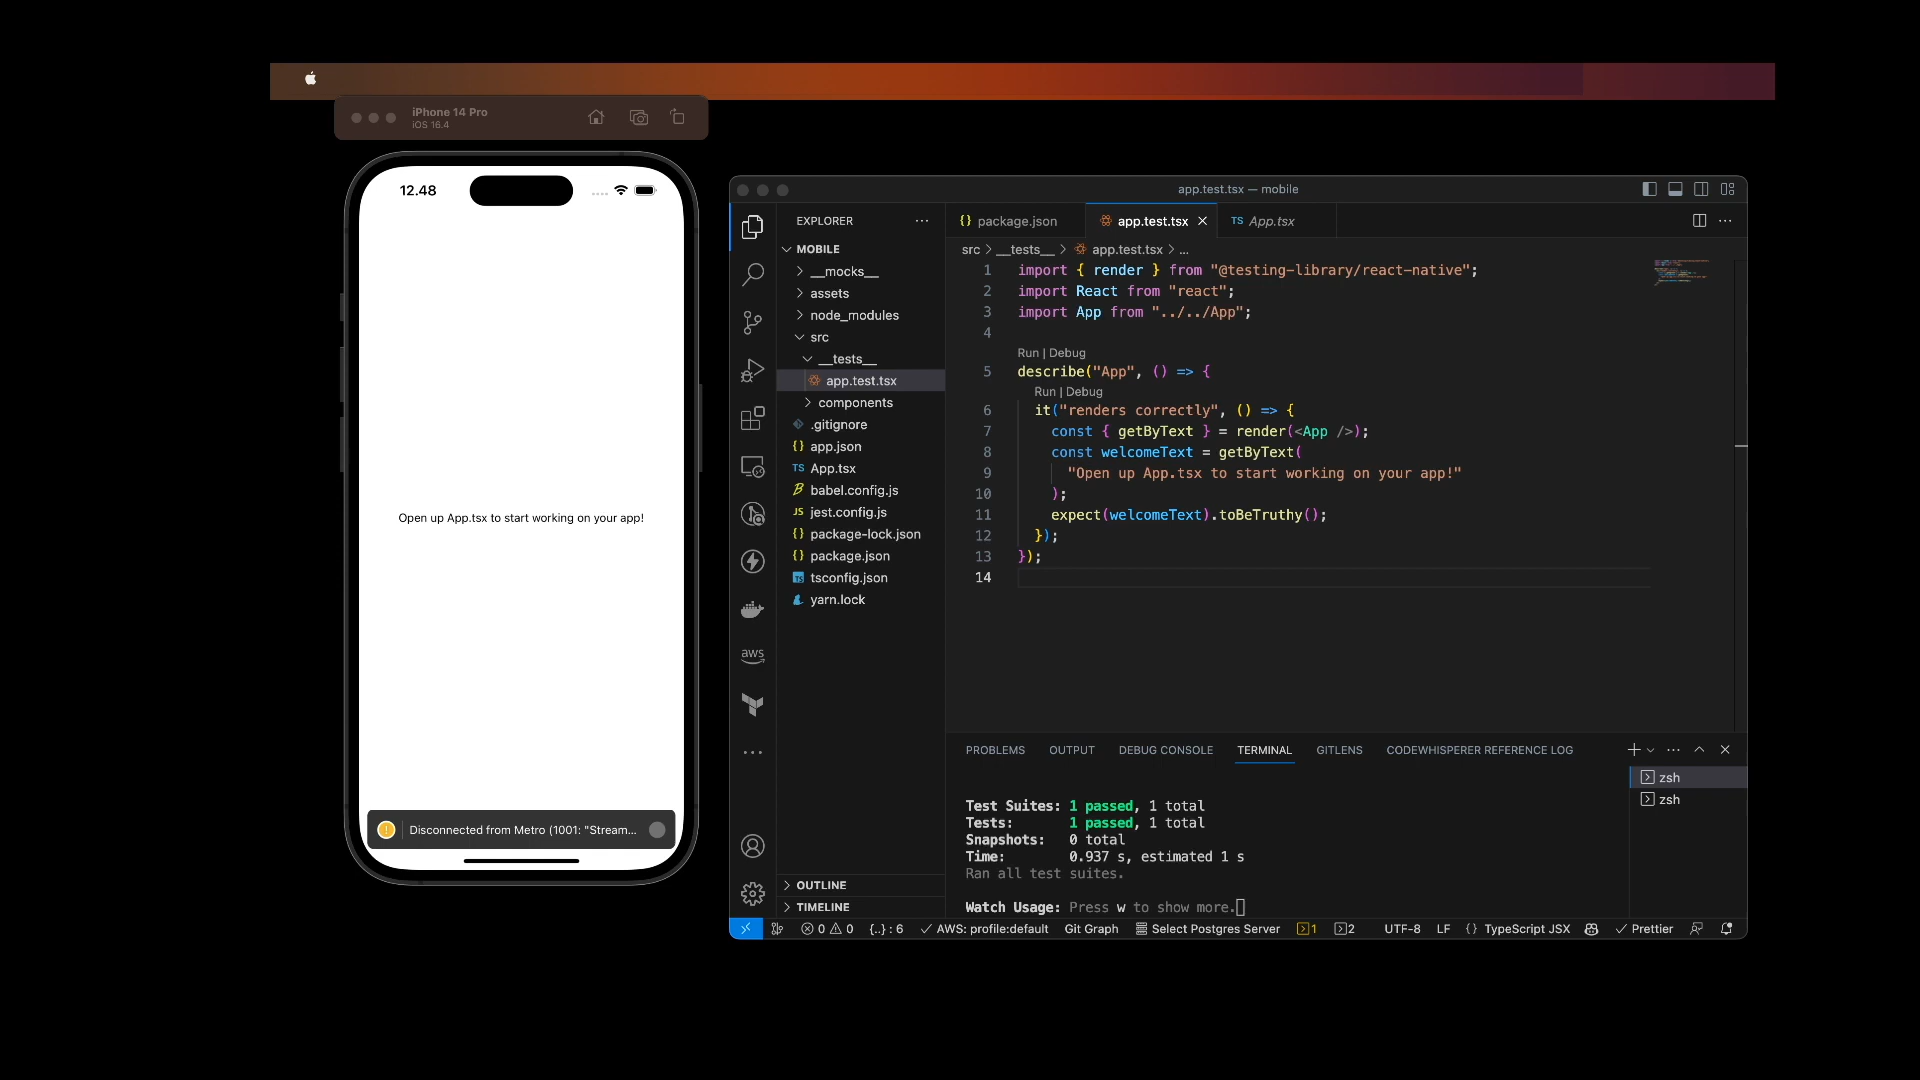 iPhone 14 Pro
iOS 16.4
12.48
Open up App.tsx to start working on your app!
Disconnected from Metro (1001: "Stream...
app.test.tsx — mobile
EXPLORER
MOBILE
__mocks__
assets
node_modules
src
__tests__
app.test.tsx
components
.gitignore
{} app.json
TS App.tsx
babel.config.js
JS jest.config.js
{} package-lock.json
{} package.json
TS tsconfig.json
yarn.lock
OUTLINE
TIMELINE
aws
{} package.json
app.test.tsx
TS App.tsx
src > __tests__ > app.test.tsx > ...
1 import { render } from "@testing-library/react-native";
2 import React from "react";
3 import App from "../../App";
4
Run | Debug
5 describe("App", () => {
Run | Debug
6 it("renders correctly", () => {
7 const { getByText } = render(<App />);
8 const welcomeText = getByText(
9 "Open up App.tsx to start working on your app!"
10 );
11 expect(welcomeText).toBeTruthy();
12 });
13 });
14
PROBLEMS OUTPUT DEBUG CONSOLE TERMINAL GITLENS CODEWHISPERER REFERENCE LOG
zsh
zsh
Test Suites: 1 passed, 1 total
Tests: 1 passed, 1 total
Snapshots: 0 total
Time: 0.937 s, estimated 1 s
Ran all test suites.
Watch Usage: Press w to show more.
0 0 {..} : 6 AWS: profile:default Git Graph Select Postgres Server 1 2 UTF-8 LF {} TypeScript JSX Prettier